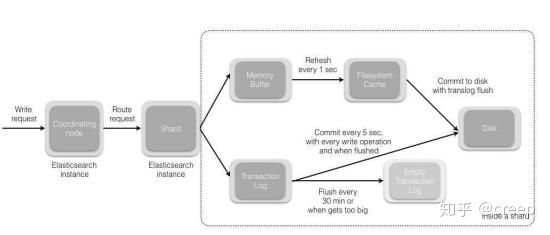 Write
request
Coordinating
node
Elasticsearch
instance
Route
request
Shard
Elasticsearch
instance
Memory
Buffer
Refresh
every 1 sec
Filesystem
Cache
Commit to disk
with translog flush
Disk
Commit every 5 sec,
with every write operation
and when flushed
Transaction
Log
Flush every
30 min or
when gets too big
Empty
Transaction
Log
Inside a shard
知乎 @creen